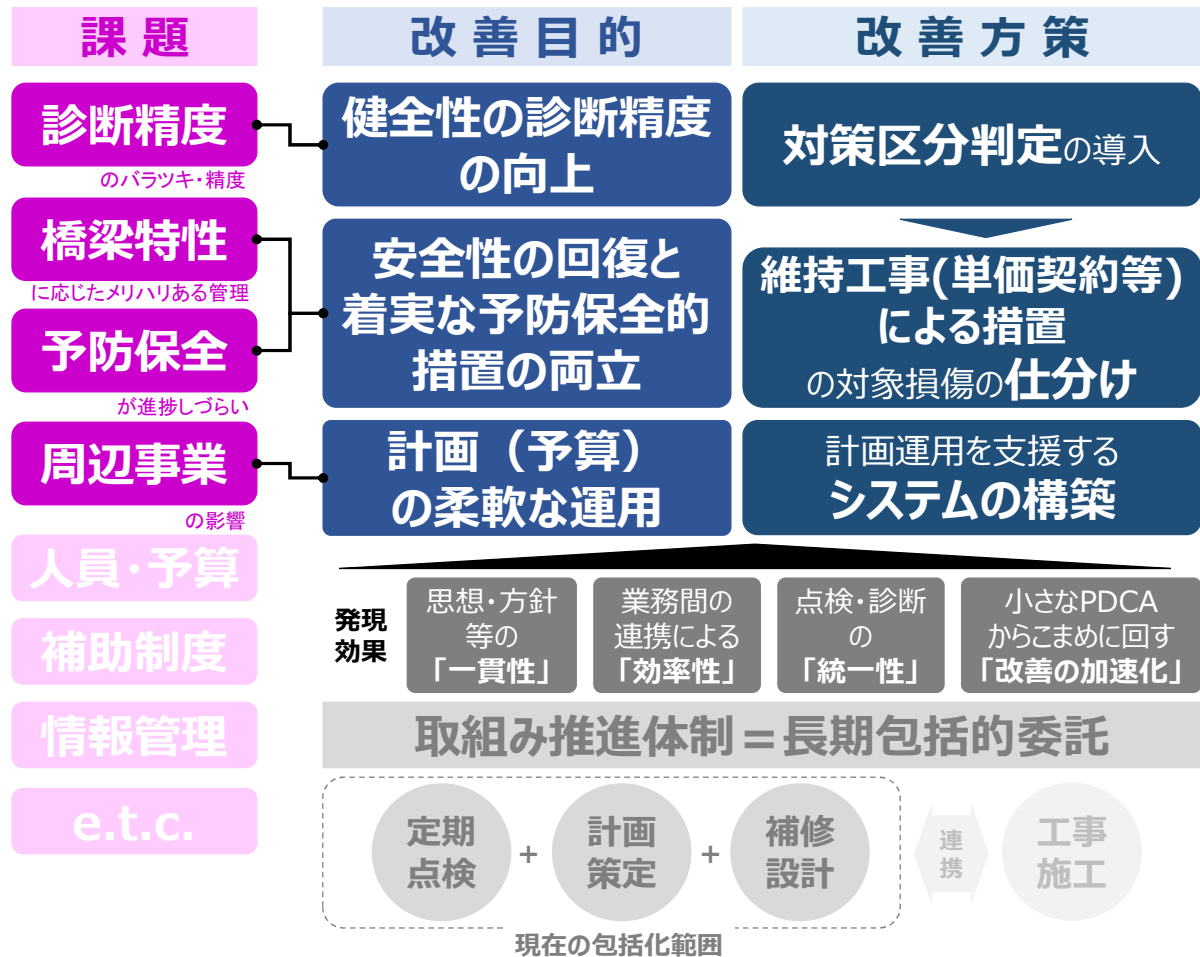 課題
改善目的
改善方策
診断精度
のバラツキ・精度
橋梁特性
に応じたメリハリある管理
予防保全
が進捗しづらい
周辺事業
の影響
人員・予算
補助制度
情報管理
e.t.c.
健全性の診断精度
の向上
安全性の回復と
着実な予防保全的
措置の両立
計画（予算）
の柔軟な運用
対策区分判定の導入
維持工事(単価契約等)
による措置
の対象損傷の仕分け
計画運用を支援する
システムの構築
発現
効果
思想・方針
等の
「一貫性」
業務間の
連携による
「効率性」
点検・診断
の
「統一性」
小さなPDCA
からこまめに回す
「改善の加速化」
取組み推進体制＝長期包括的委託
定期
点検
+
計画
策定
+
補修
設計
連
携
工事
施工
現在の包括化範囲